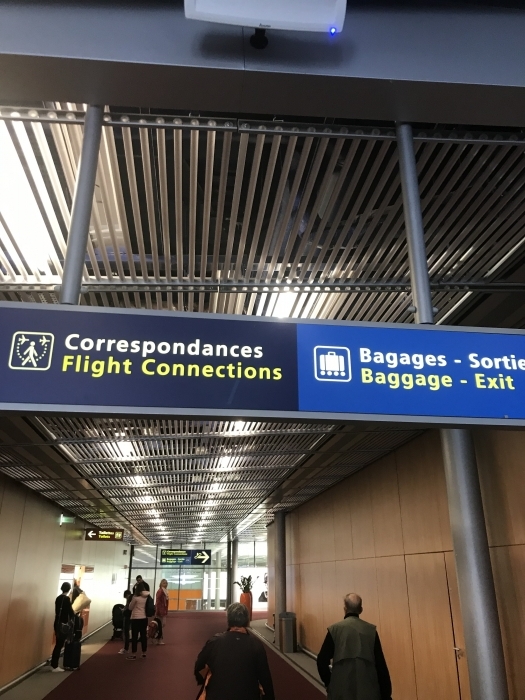 Correspondances
Flight Connections
Bagages - Sortie
Baggage - Exit